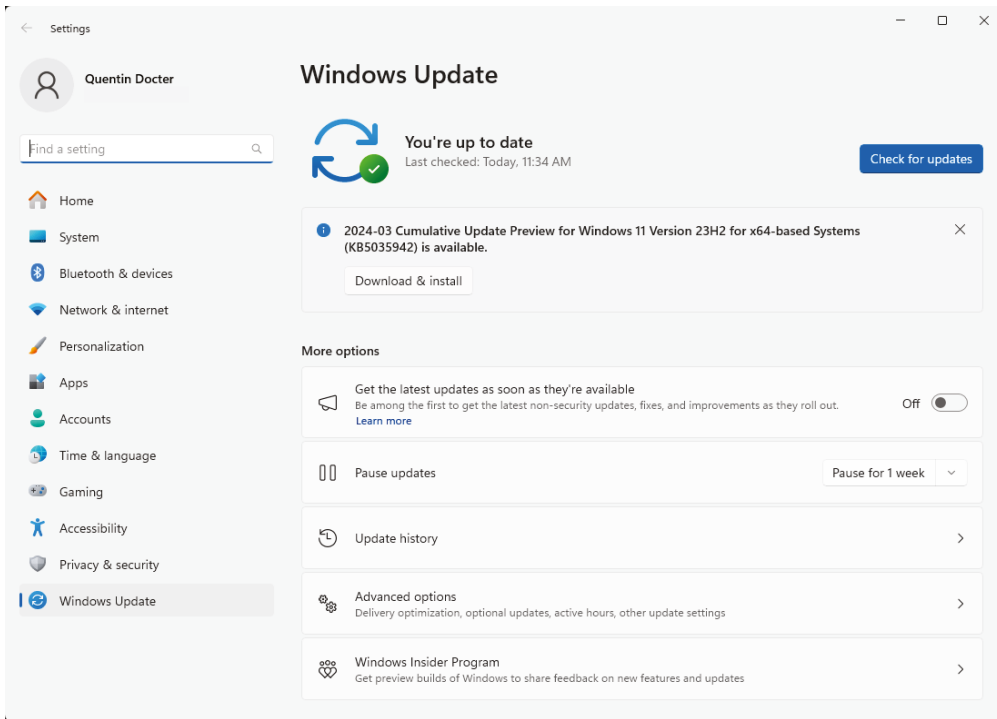 Settings
Quentin Docter
Find a setting
Home
System
Bluetooth & devices
Network & internet
Personalization
Apps
Accounts
Time & language
Gaming
Accessibility
Privacy & security
Windows Update
Windows Update
You're up to date
Last checked: Today, 11:34 AM
Check for updates
2024-03 Cumulative Update Preview for Windows 11 Version 23H2 for x64-based Systems
(KB5035942) is available.
Download & install
More options
Get the latest updates as soon as they're available
Be among the first to get the latest non-security updates, fixes, and improvements as they roll out.
Learn more
Off
Pause updates
Pause for 1 week
Update history
Advanced options
Delivery optimization, optional updates, active hours, other update settings
Windows Insider Program
Get preview builds of Windows to share feedback on new features and updates